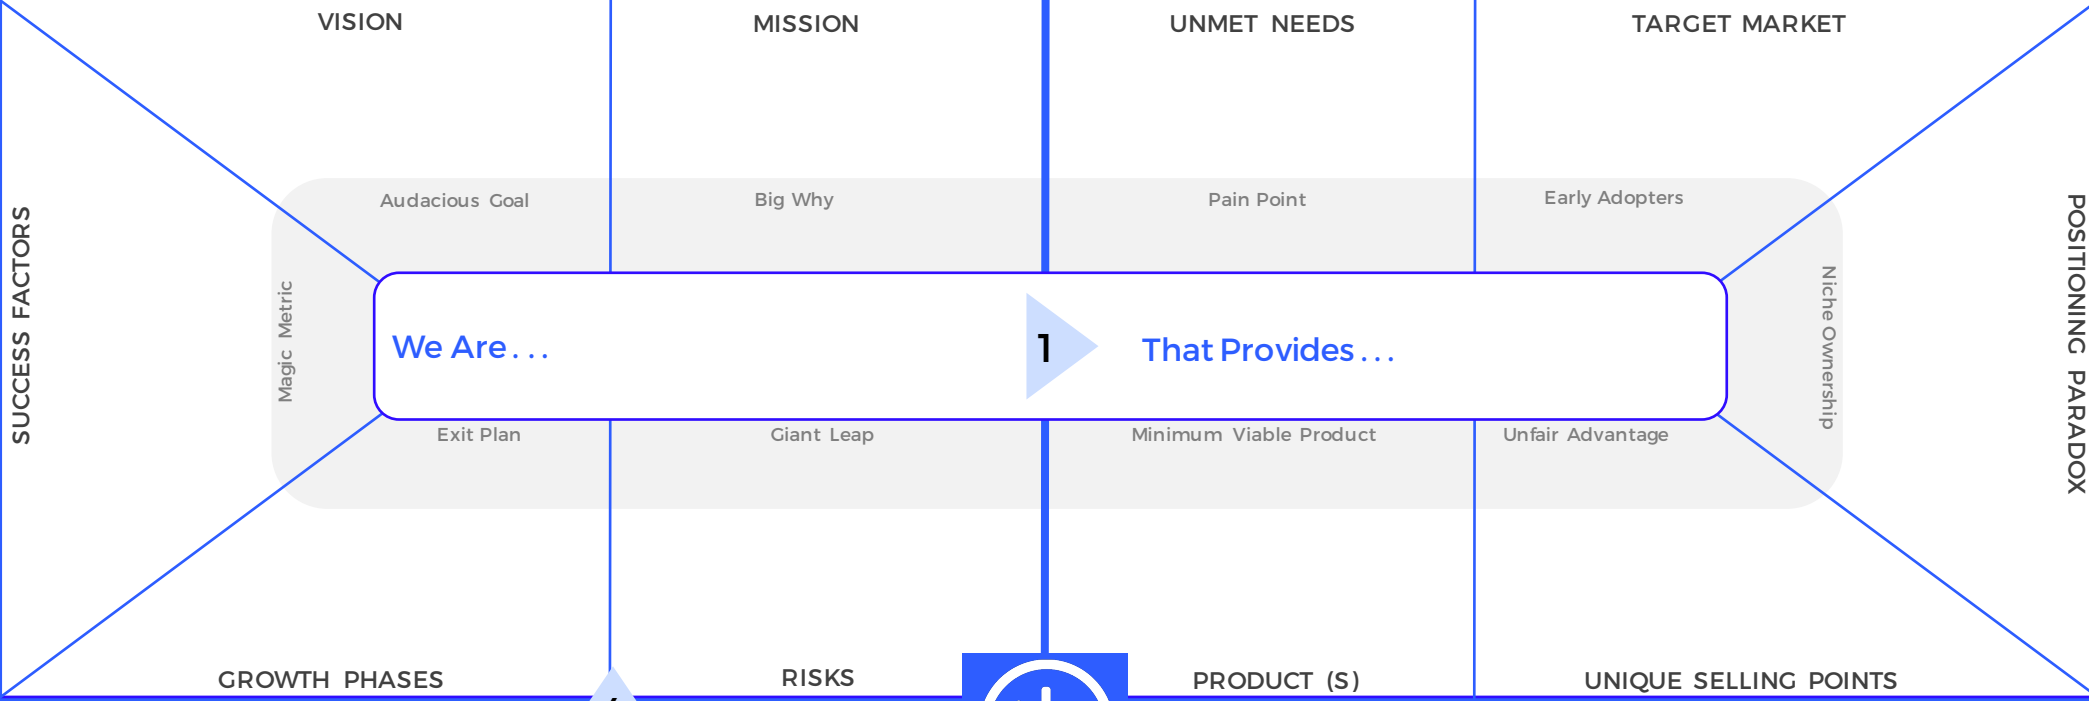 VISION
MISSION
UNMET NEEDS
TARGET MARKET
Audacious Goal
Big Why
Pain Point
Early Adopters
SUCCESS FACTORS
Magic Metric
We Are . . .
1
That Provides . . .
Niche Ownership
POSITIONING PARADOX
Exit Plan
Giant Leap
Minimum Viable Product
Unfair Advantage
GROWTH PHASES
RISKS
PRODUCT (S)
UNIQUE SELLING POINTS